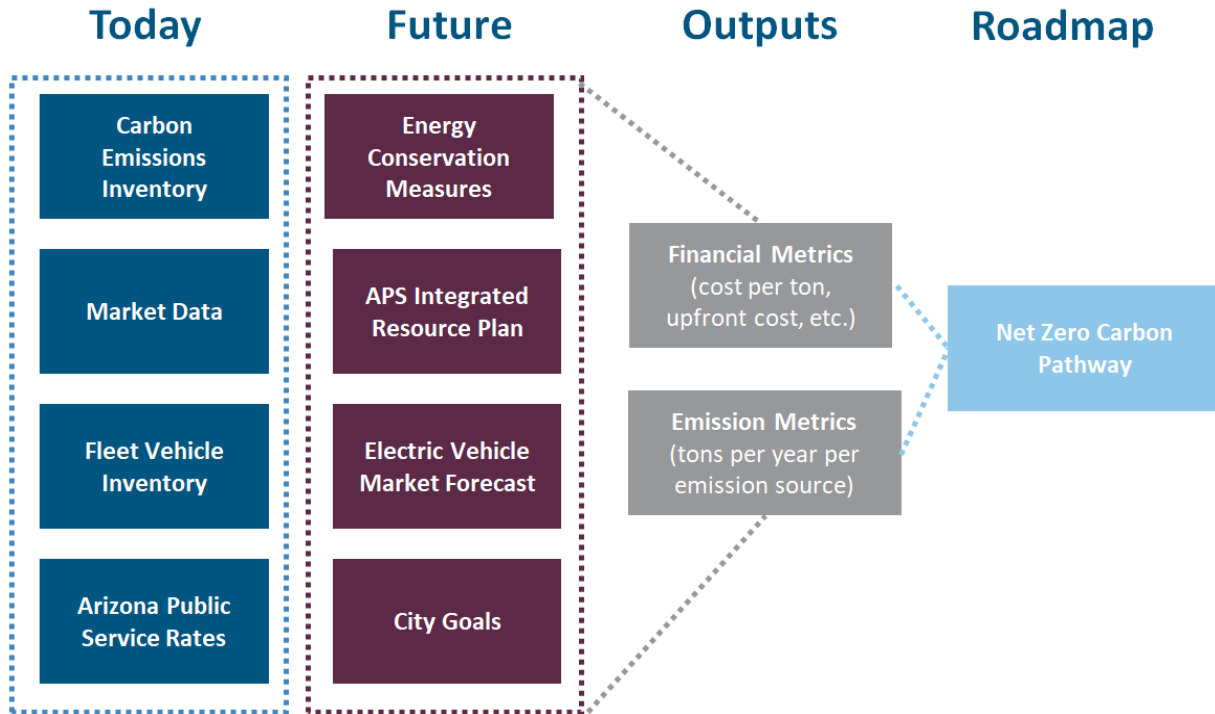 Today
Future
Outputs
Roadmap
Carbon
Emissions
Inventory
Market Data
Fleet Vehicle
Inventory
Arizona Public
Service Rates
Energy
Conservation
Measures
APS Integrated
Resource Plan
Electric Vehicle
Market Forecast
City Goals
Financial Metrics
(cost per ton,
upfront cost, etc.)
Emission Metrics
(tons per year per
emission source)
Net Zero Carbon
Pathway